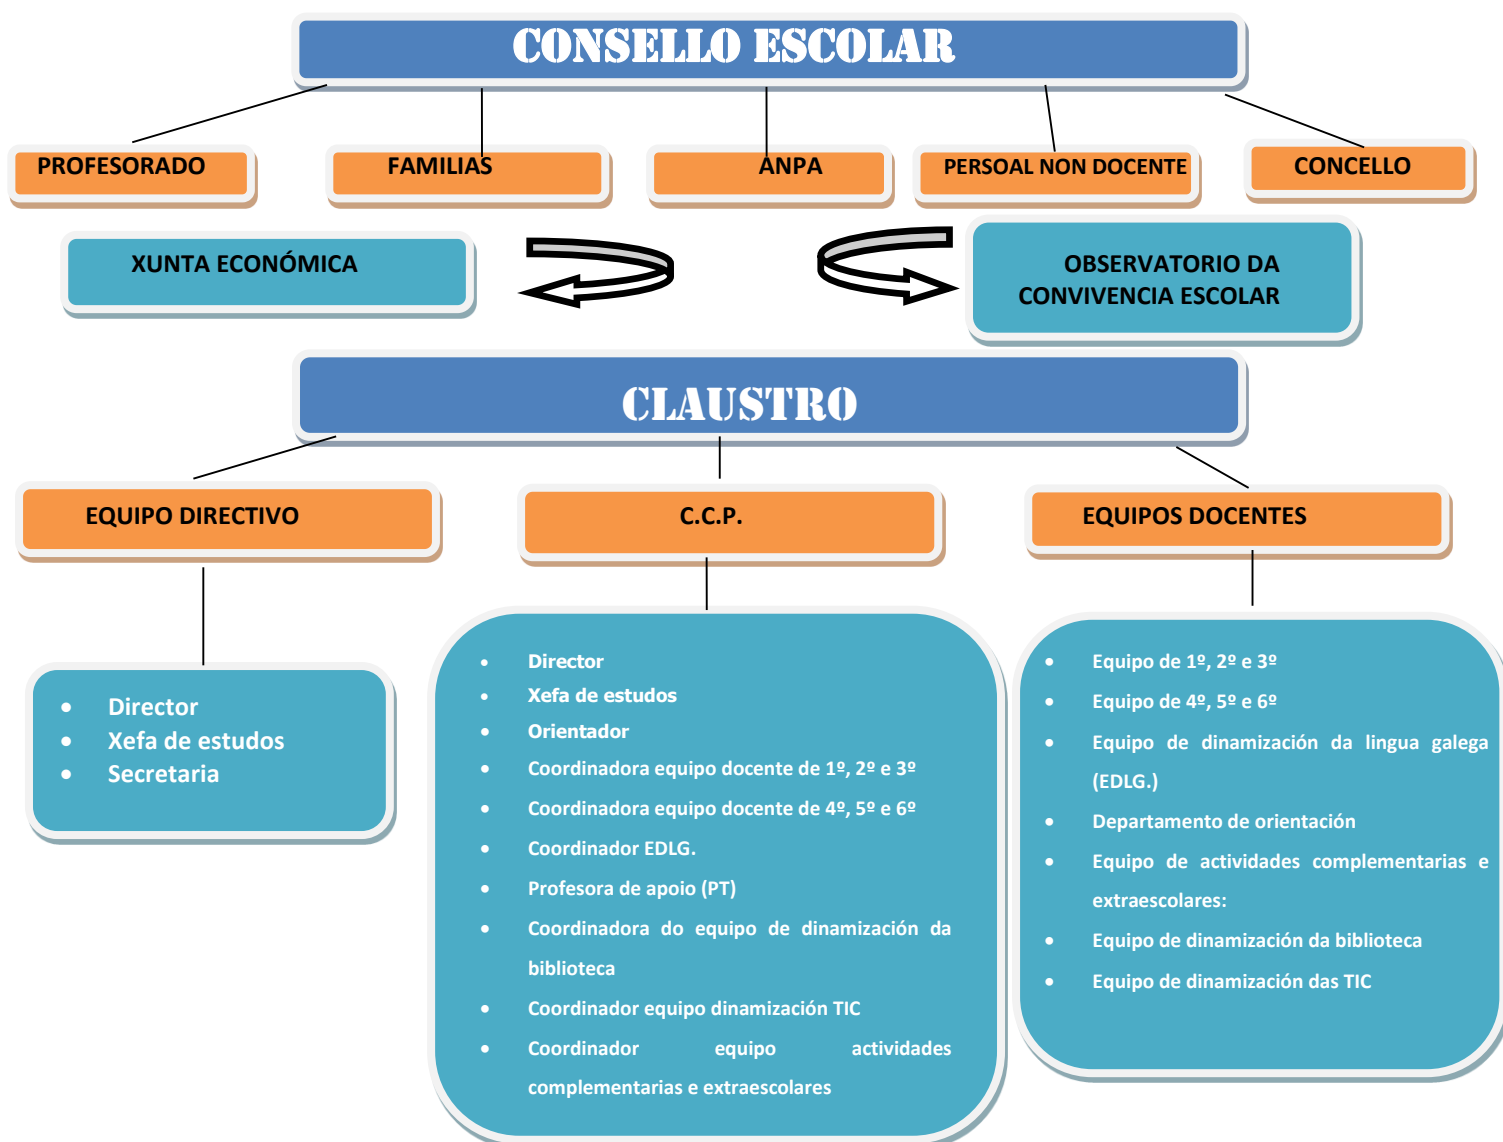 CONSELLO ESCOLAR
PROFESORADO
FAMILIAS
ANPA
PERSOAL NON DOCENTE
CONCELLO
XUNTA ECONÓMICA
OBSERVATORIO DA
CONVIVENCIA ESCOLAR
CLAUSTRO
EQUIPO DIRECTIVO
C.C.P.
EQUIPOS DOCENTES
• Director
• Xefa de estudos
• Secretaria
• Director
• Xefa de estudos
• Orientador
• Coordinadora equipo docente de 1º, 2º e 3º
• Coordinadora equipo docente de 4º, 5º e 6º
• Coordinador EDLG.
• Profesora de apoio (PT)
• Coordinadora do equipo de dinamización da
biblioteca
• Coordinador equipo dinamización TIC
• Coordinador equipo actividades
complementarias e extraescolares
• Equipo de 1º, 2º e 3º
• Equipo de 4º, 5º e 6º
• Equipo de dinamización da lingua galega
(EDLG.)
• Departamento de orientación
• Equipo de actividades complementarias e
extraescolares:
• Equipo de dinamización da biblioteca
• Equipo de dinamización das TIC